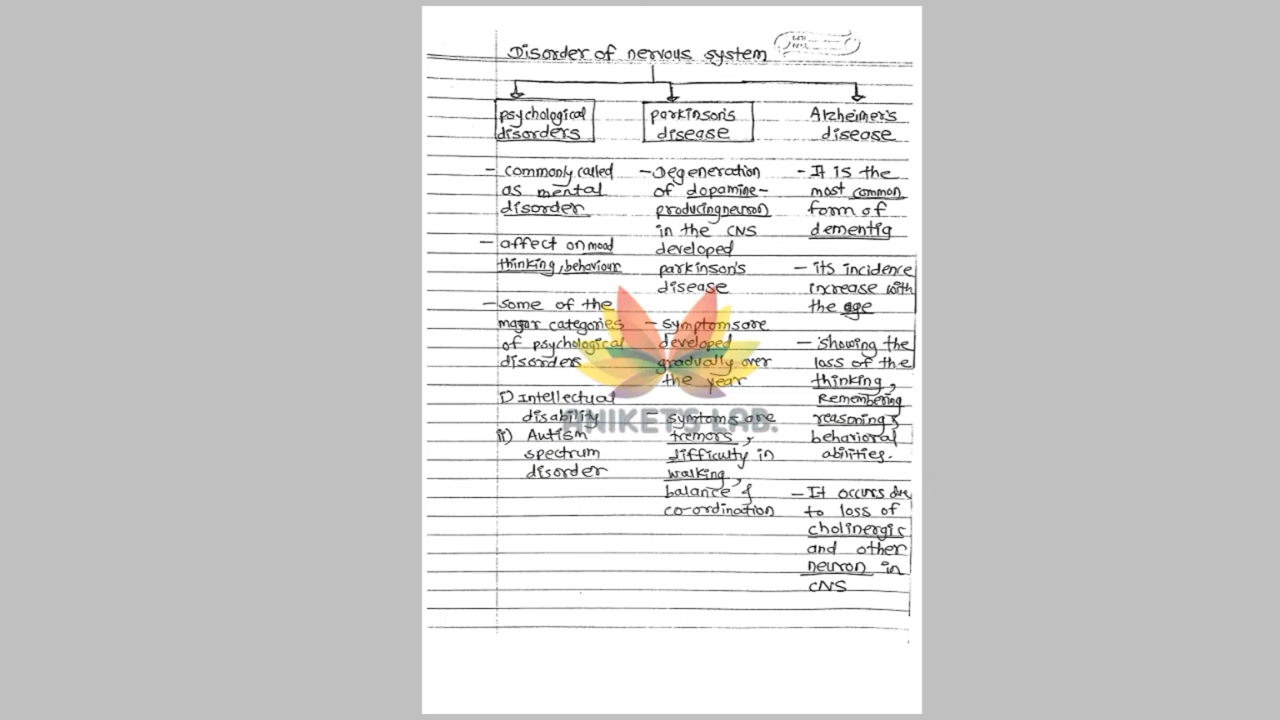 Disorder of nervous system
psychological
disorders
- commonly called
as mental
disorder
- affect on mood
thinking, behaviour
- some of the
major categories
of psychological
disorders
i) Intellectual
disability
ii) Autism
spectrum
disorder
parkinson's
disease
- Degeneration
of dopamine-
producing neuron
in the CNS
developed
parkinson's
disease
- symptoms are
developed
gradually over
the year
- symtoms are
tremors,
difficulty in
walking,
balance &
co-ordination
Alzheimer's
disease
- It is the
most common
form of
dementia
- its incidence
increase with
the age
- showing the
loss of the
thinking,
Remembering
reasoning &
behavioral
abilities.
- It occurs due
to loss of
cholinergic
and other
neuron in
CNS
ANIKET'S LAB.